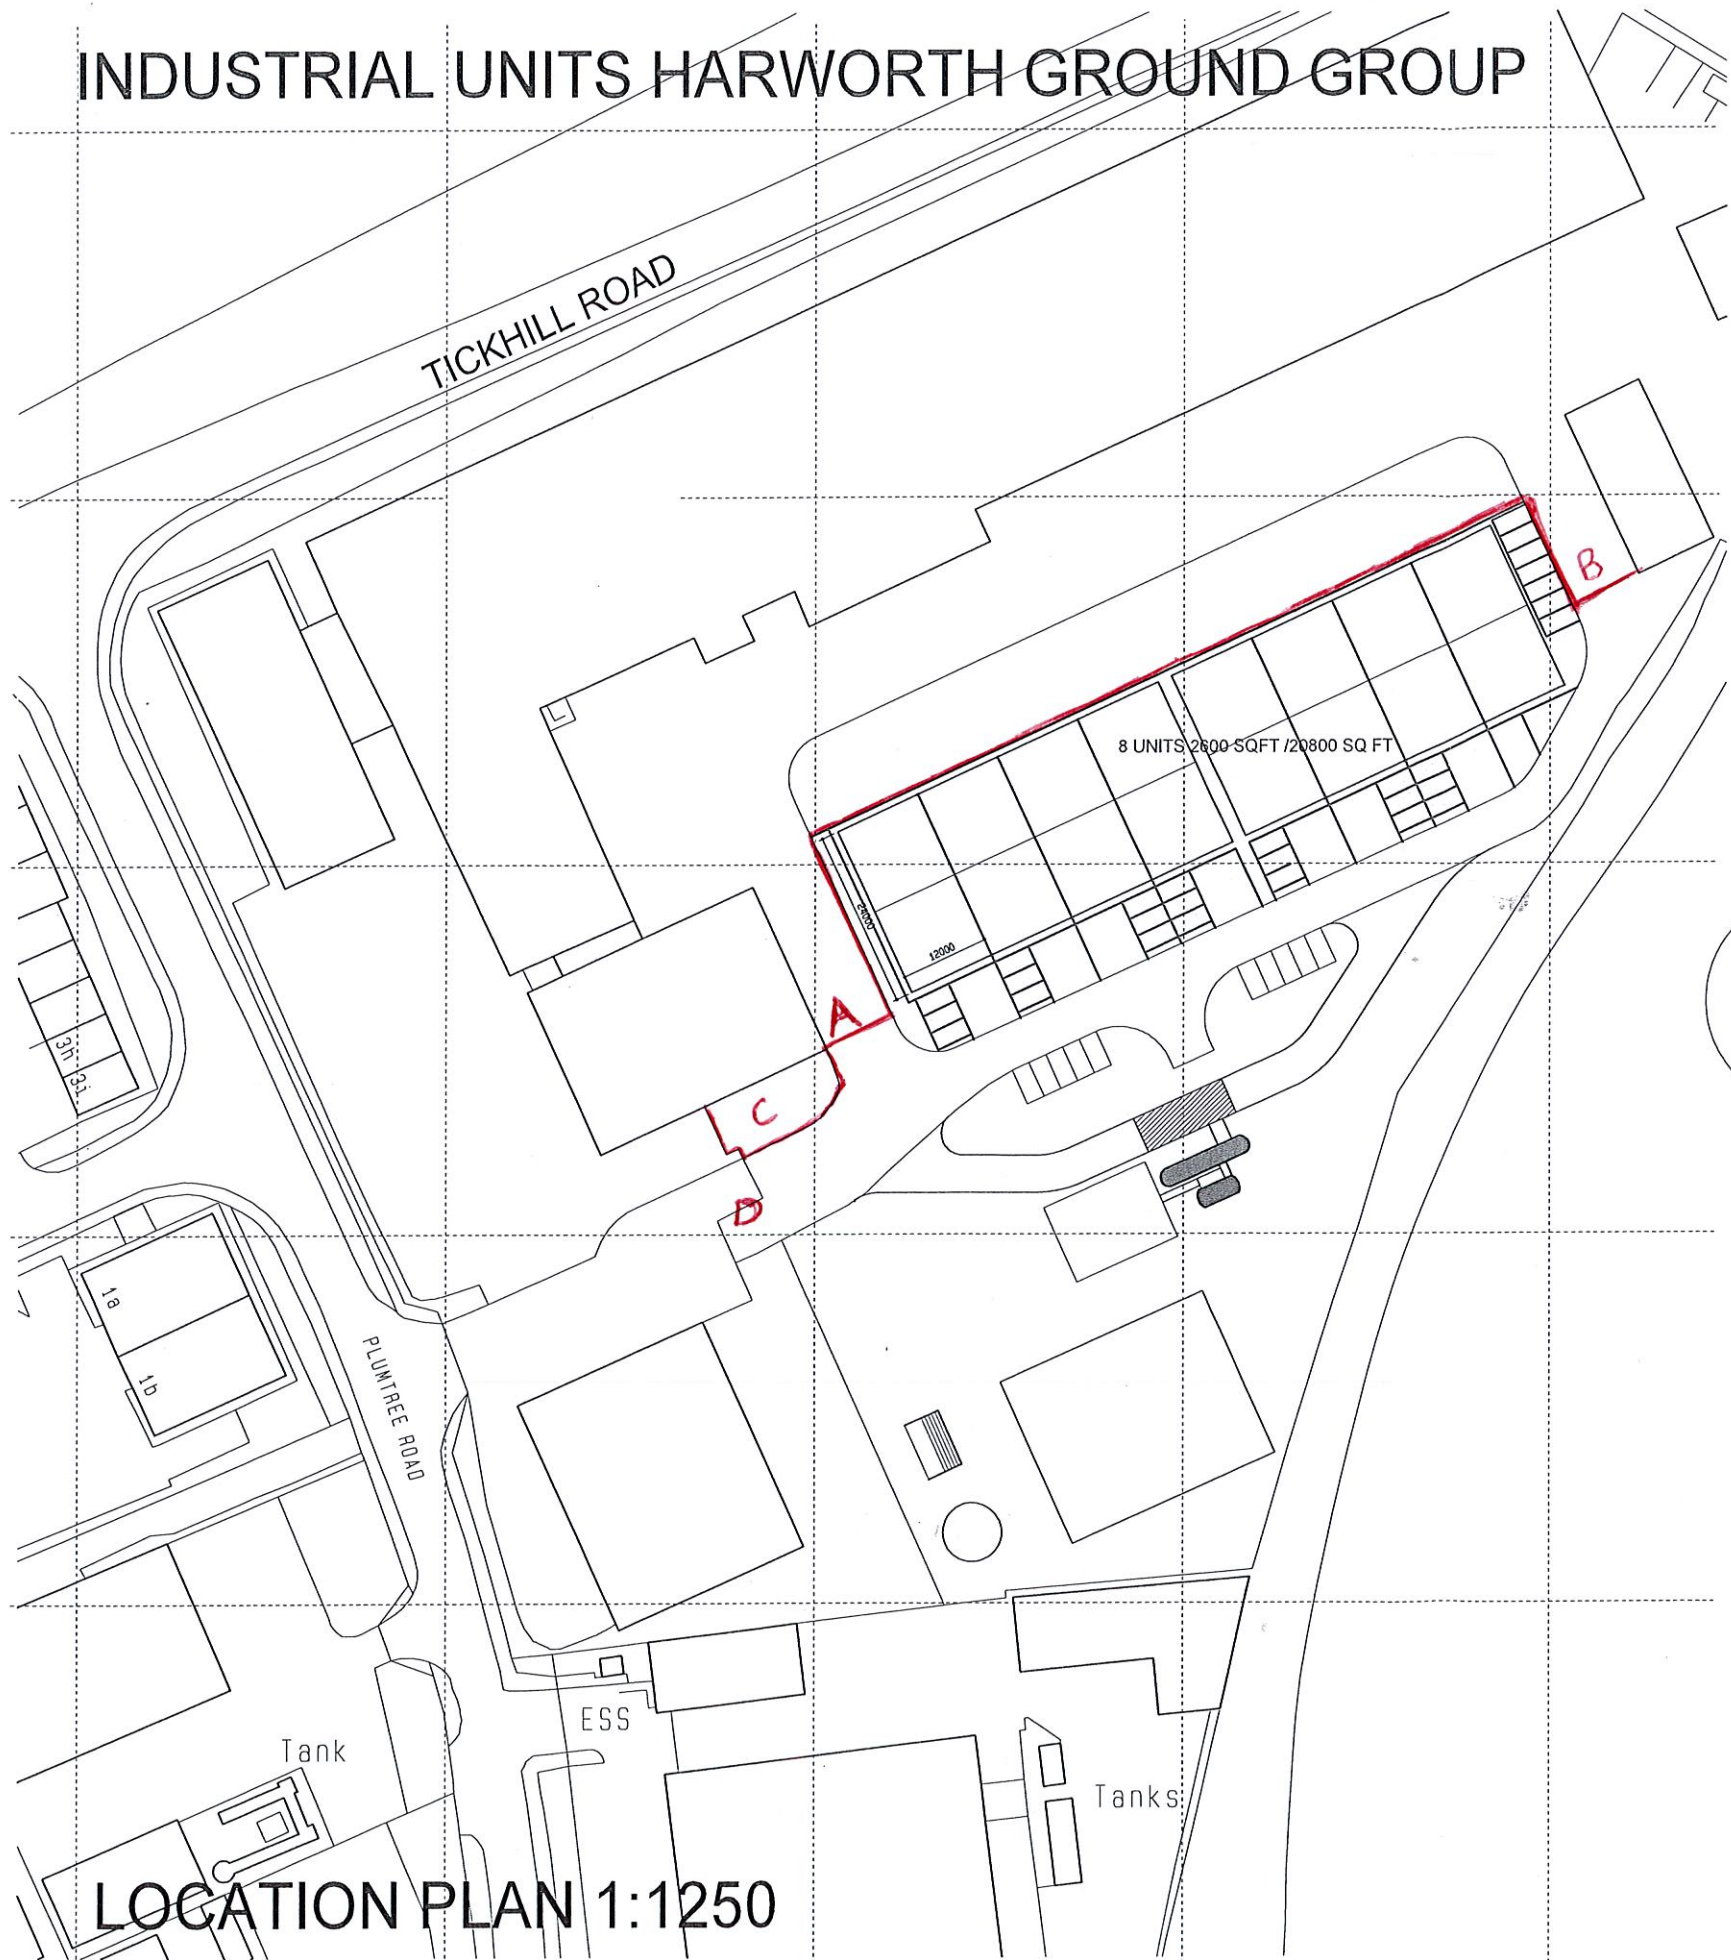 INDUSTRIAL UNITS HARWORTH GROUND GROUP
TICKHILL ROAD
B
8 UNITS 2600 SQFT /20800 SQ FT
24000
12000
A
3h
3j
C
D
1a
1b
PLUMTREE ROAD
ESS
Tank
Tanks
LOCATION PLAN 1:1250